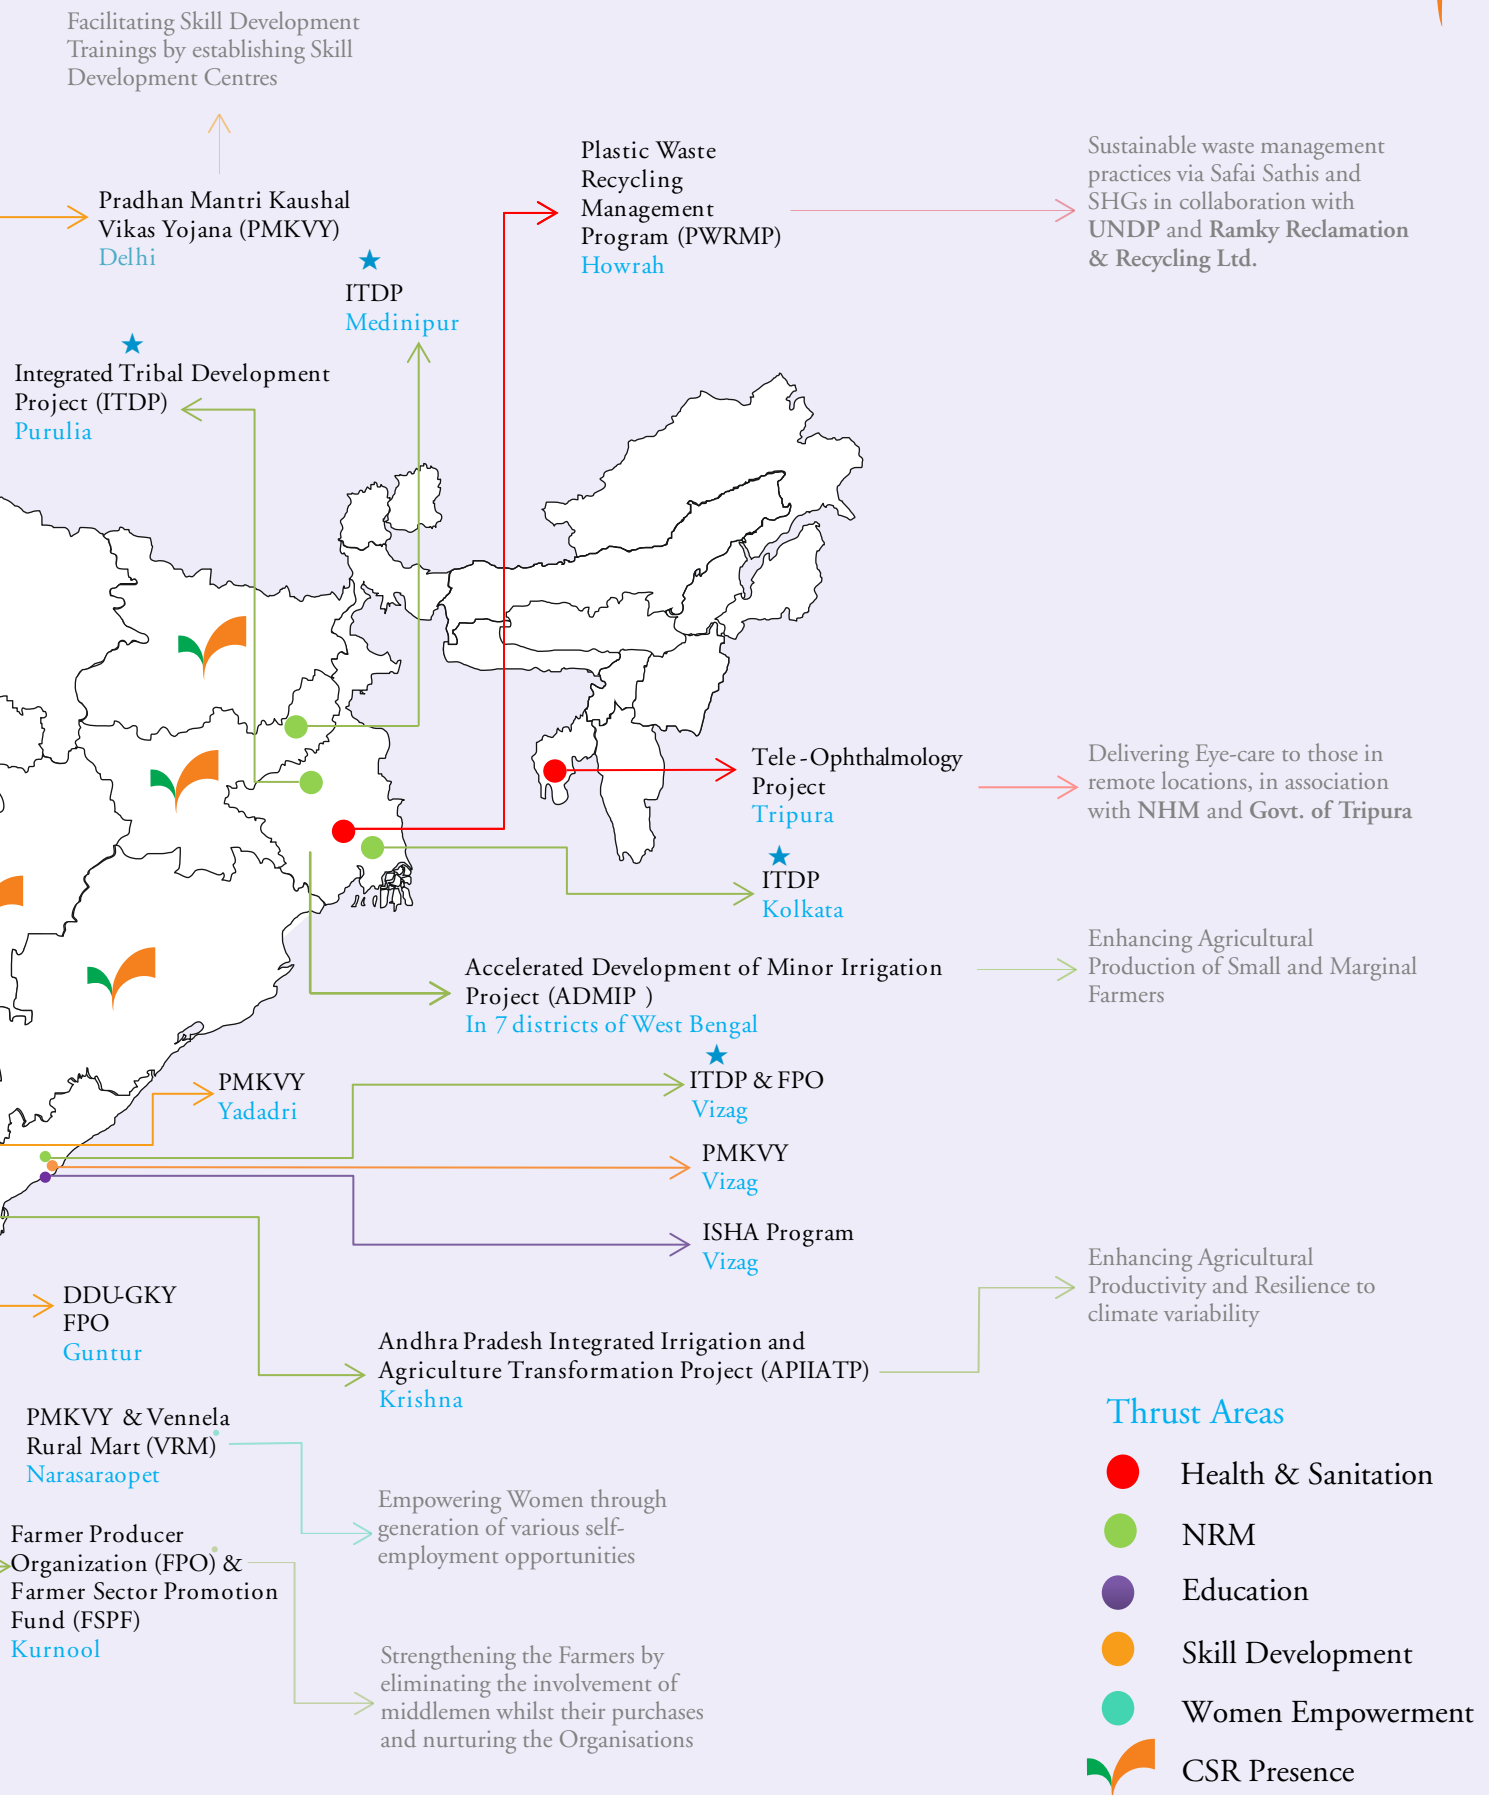 Facilitating Skill Development
Trainings by establishing Skill
Development Centres
Pradhan Mantri Kaushal
Vikas Yojana (PMKVY)
Delhi
Plastic Waste
Recycling
Management
Program (PWRMP)
Howrah
Sustainable waste management
practices via Safai Sathis and
SHGs in collaboration with
UNDP and Ramky Reclamation
& Recycling Ltd.
ITDP
Medinipur
Integrated Tribal Development
Project (ITDP)
Purulia
Tele-Ophthalmology
Project
Tripura
Delivering Eye-care to those in
remote locations, in association
with NHM and Govt. of Tripura
ITDP
Kolkata
Accelerated Development of Minor Irrigation
Project (ADMIP )
In 7 districts of West Bengal
Enhancing Agricultural
Production of Small and Marginal
Farmers
PMKVY
Yadadri
ITDP & FPO
Vizag
PMKVY
Vizag
ISHA Program
Vizag
DDU-GKY
FPO
Guntur
Andhra Pradesh Integrated Irrigation and
Agriculture Transformation Project (APIIATP)
Krishna
Enhancing Agricultural
Productivity and Resilience to
climate variability
PMKVY & Vennela
Rural Mart (VRM)
Narasaraopet
Empowering Women through
generation of various self-
employment opportunities
Farmer Producer
Organization (FPO) &
Farmer Sector Promotion
Fund (FSPF)
Kurnool
Strengthening the Farmers by
eliminating the involvement of
middlemen whilst their purchases
and nurturing the Organisations
Thrust Areas
Health & Sanitation
NRM
Education
Skill Development
Women Empowerment
CSR Presence